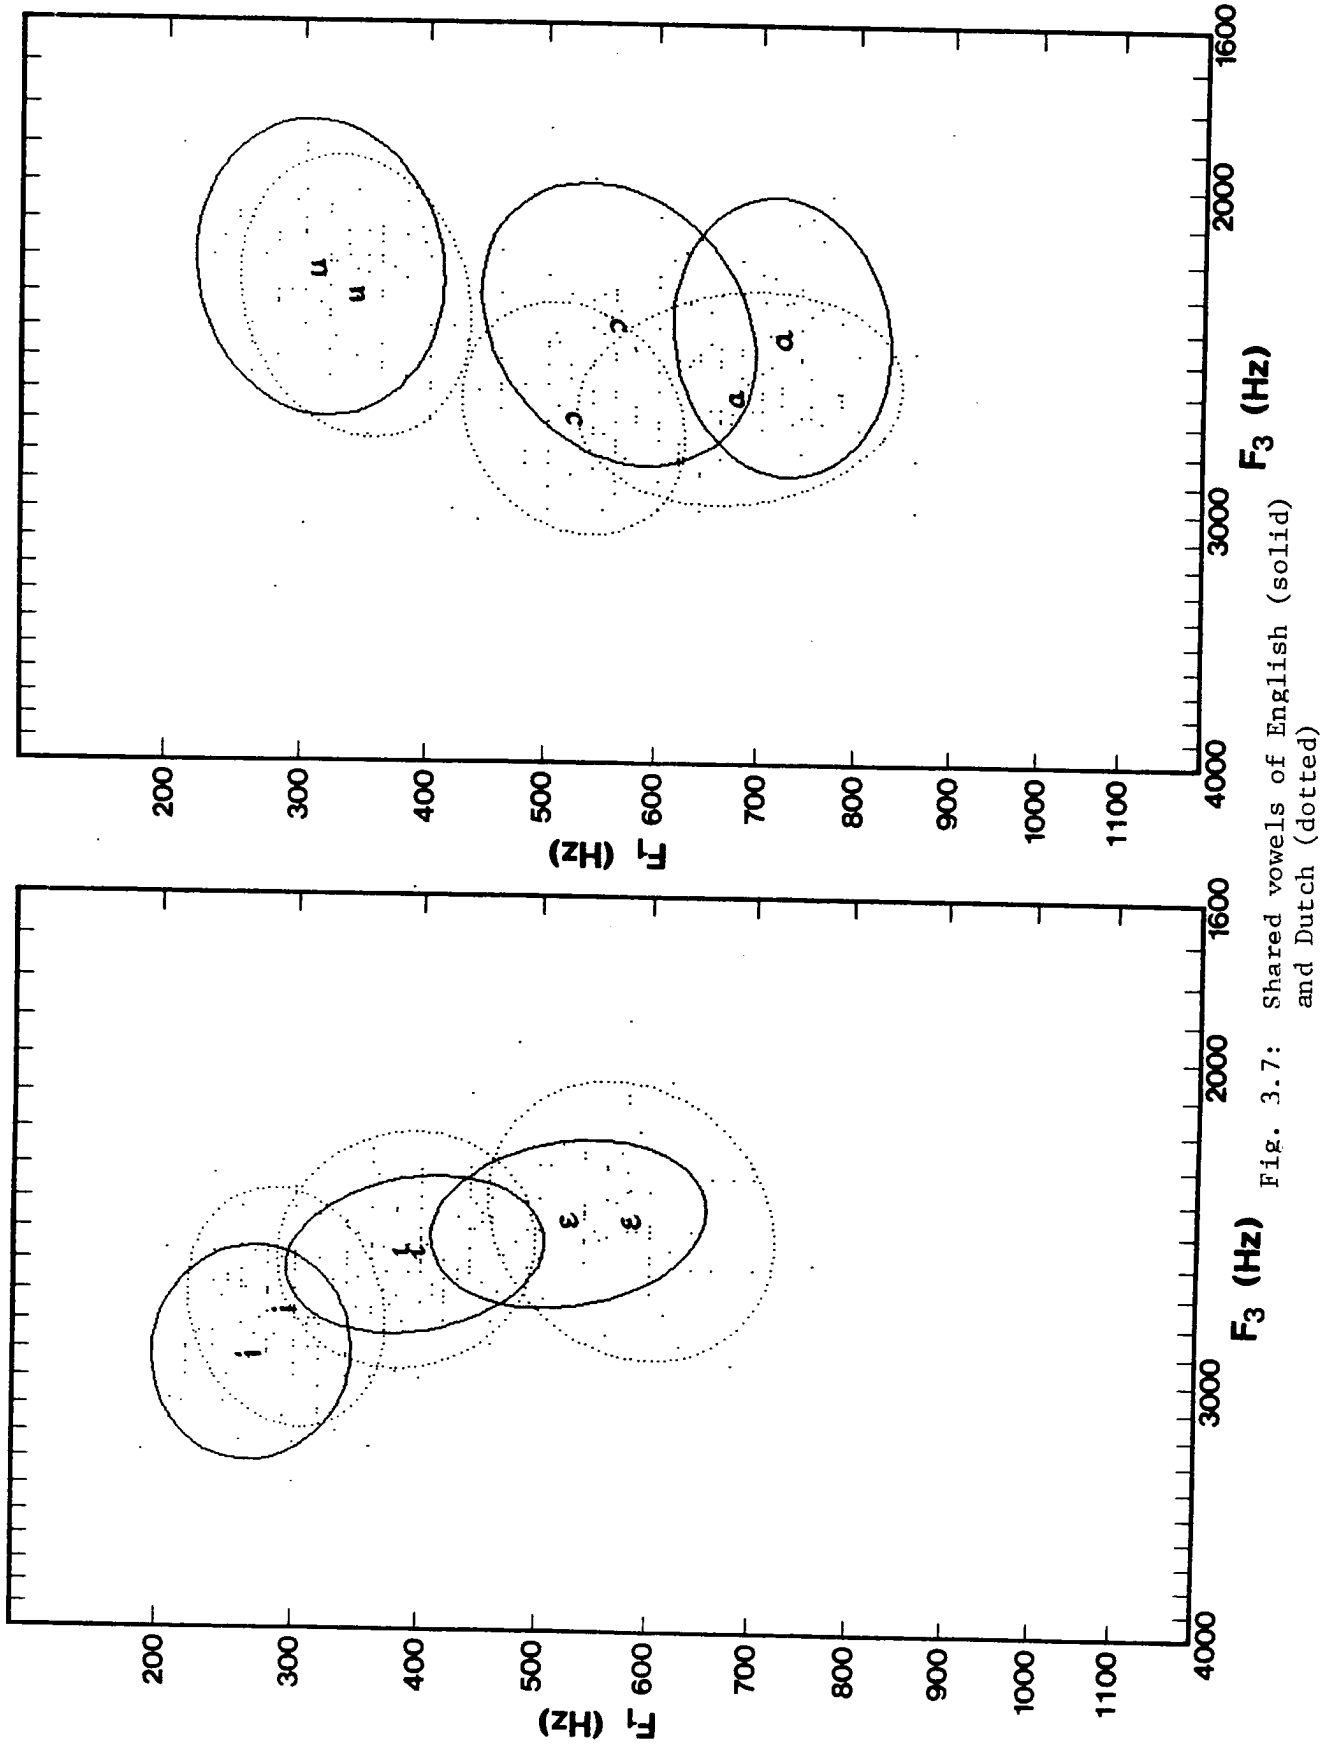 F₁ (Hz)
200
300
400
500
600
700
800
900
1000
1100
4000
3000
2000
1600
F₃ (Hz)
i
i
ɩ
ɩ
ɛ
ɛ
F₁ (Hz)
200
300
400
500
600
700
800
900
1000
1100
4000
3000
2000
1600
F₃ (Hz)
u
u
ɔ
ɔ
a
a
Fig. 3.7: Shared vowels of English (solid)
and Dutch (dotted)